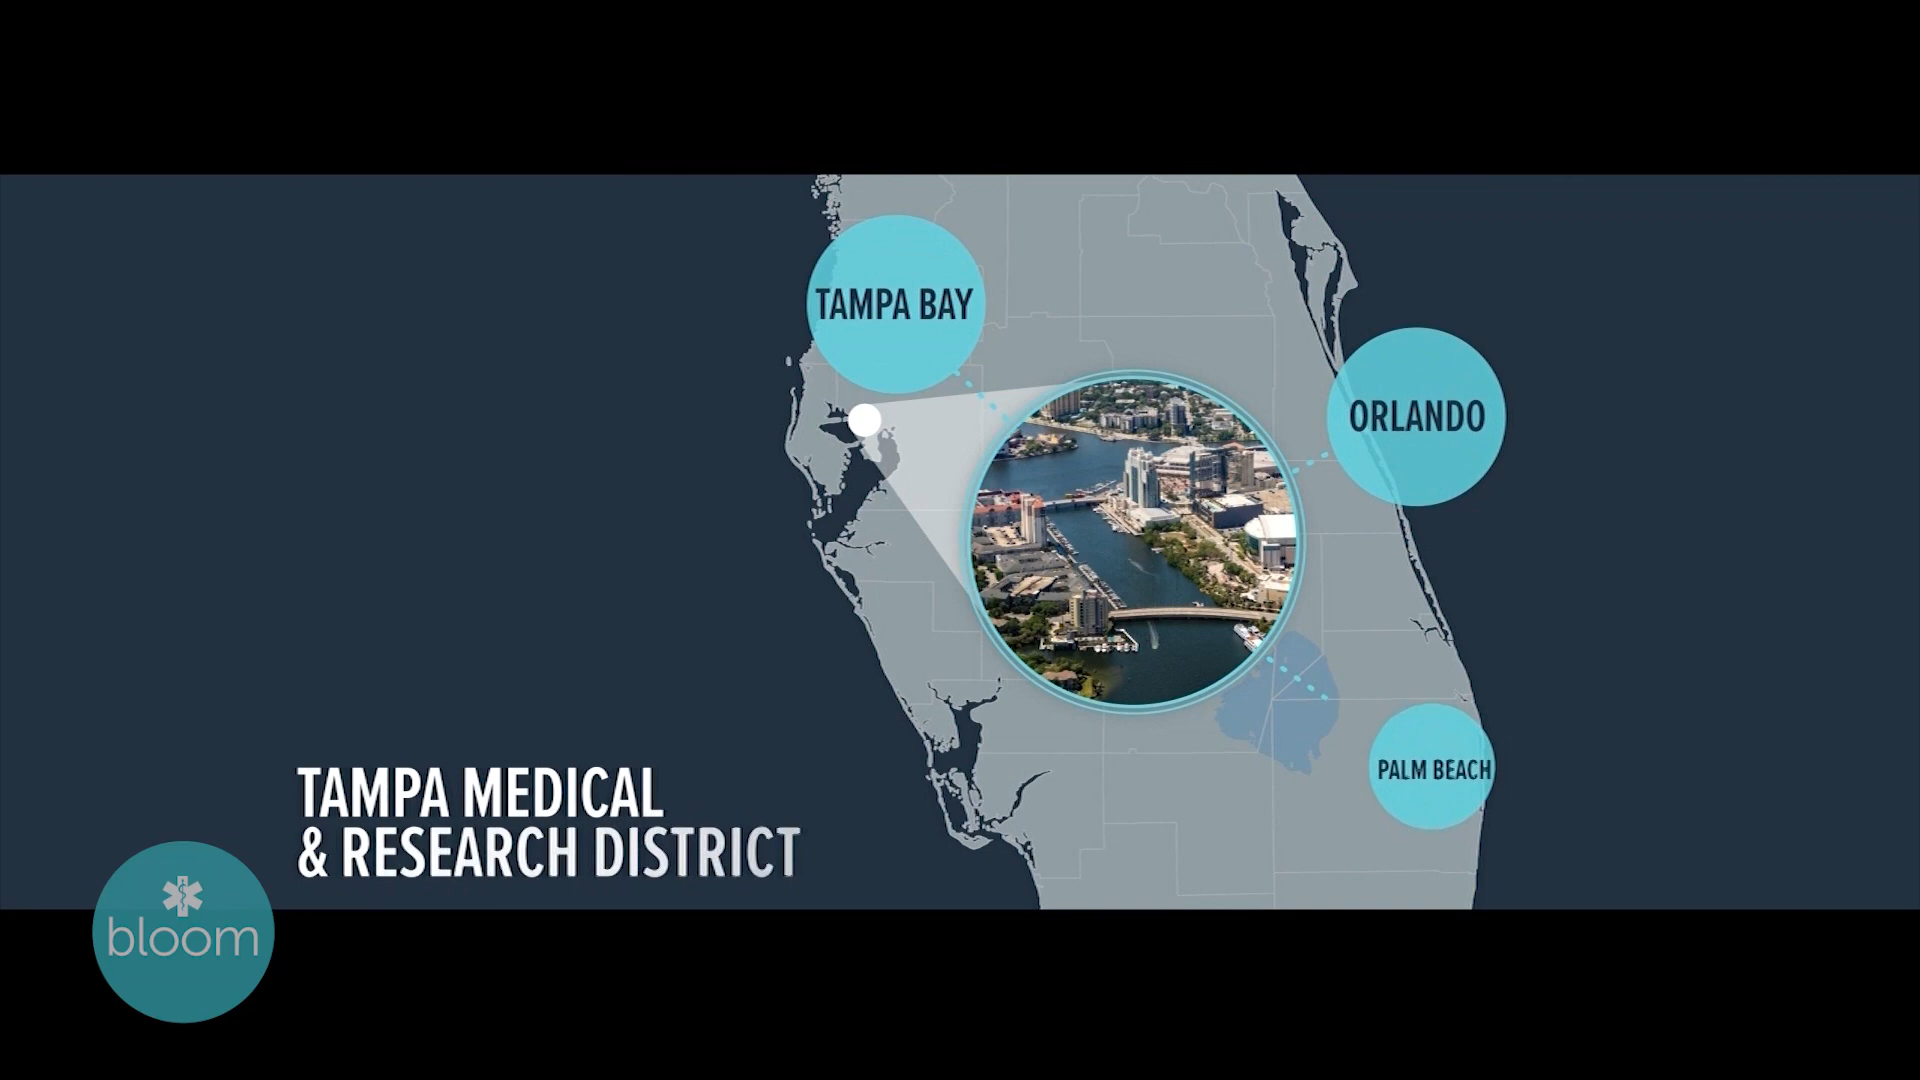 TAMPA BAY
ORLANDO
PALM BEACH
TAMPA MEDICAL
& RESEARCH DISTRICT
bloom